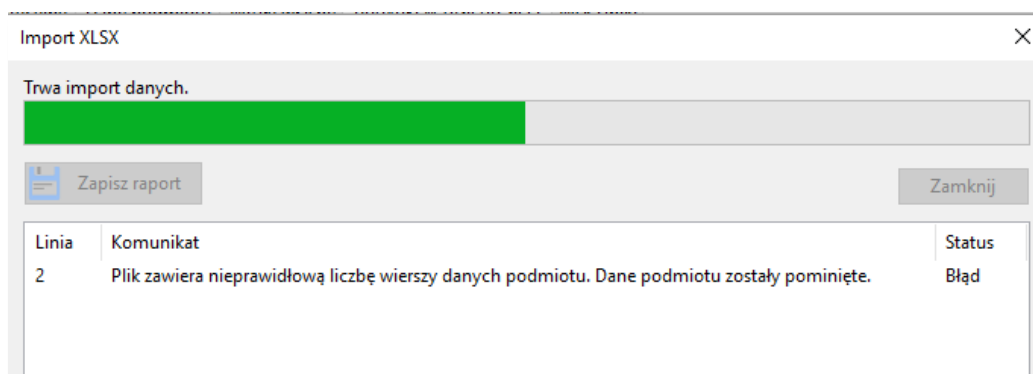 Import XLSX
Trwa import danych.
Zapisz raport
Zamknij
Linia Komunikat Status
2 Plik zawiera nieprawidłową liczbę wierszy danych podmiotu. Dane podmiotu zostały pominięte. Błąd